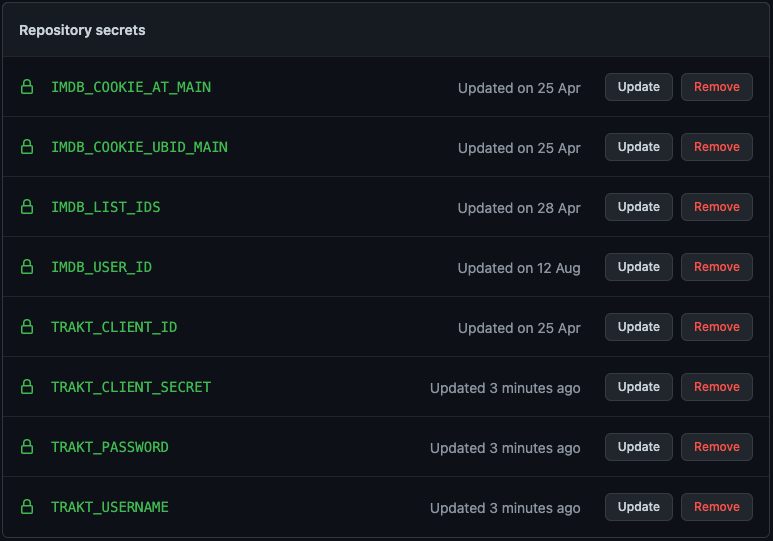 Repository secrets
IMDB_COOKIE_AT_MAIN Updated on 25 Apr Update Remove
IMDB_COOKIE_UBID_MAIN Updated on 25 Apr Update Remove
IMDB_LIST_IDS Updated on 28 Apr Update Remove
IMDB_USER_ID Updated on 12 Aug Update Remove
TRAKT_CLIENT_ID Updated on 25 Apr Update Remove
TRAKT_CLIENT_SECRET Updated 3 minutes ago Update Remove
TRAKT_PASSWORD Updated 3 minutes ago Update Remove
TRAKT_USERNAME Updated 3 minutes ago Update Remove